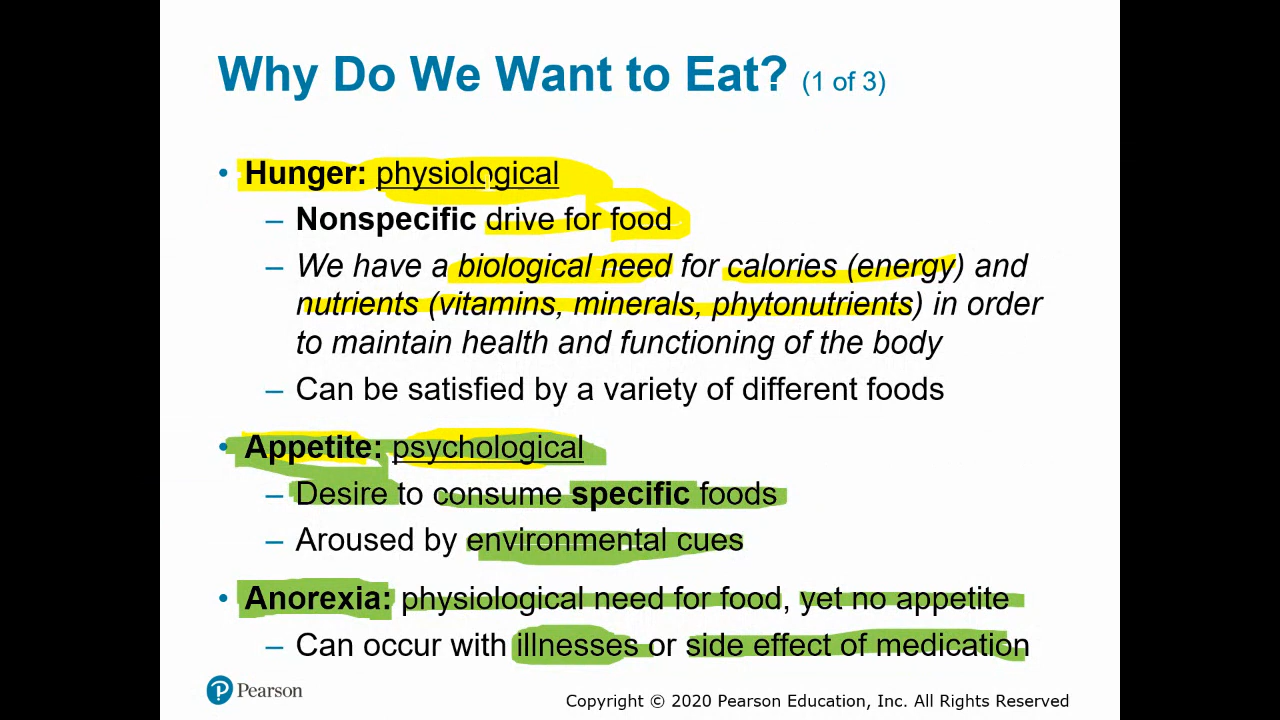 Why Do We Want to Eat? (1 of 3)
• Hunger: physiological
– Nonspecific drive for food
– We have a biological need for calories (energy) and
nutrients (vitamins, minerals, phytonutrients) in order
to maintain health and functioning of the body
– Can be satisfied by a variety of different foods
• Appetite: psychological
– Desire to consume specific foods
– Aroused by environmental cues
• Anorexia: physiological need for food, yet no appetite
– Can occur with illnesses or side effect of medication
P Pearson
Copyright © 2020 Pearson Education, Inc. All Rights Reserved